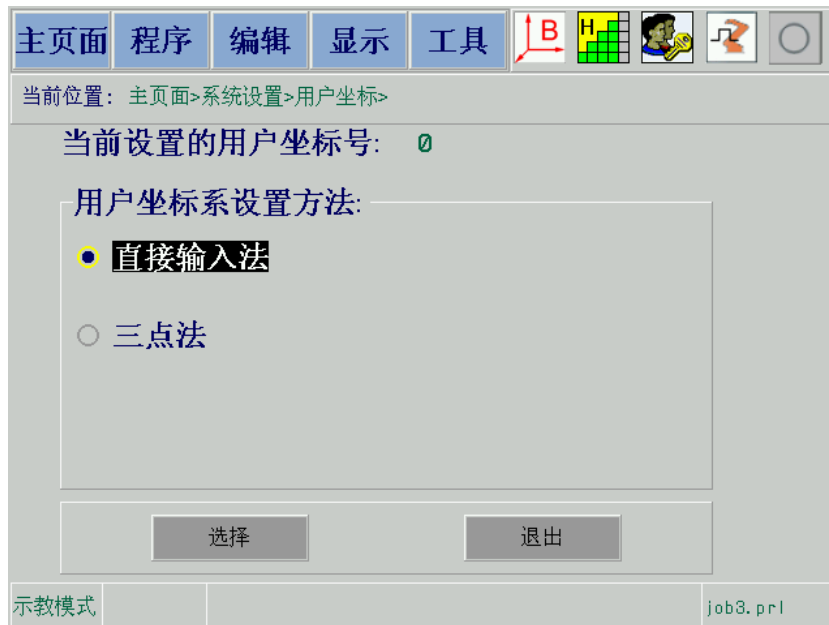 主页面 程序 编辑 显示 工具 B H
当前位置: 主页面>系统设置>用户坐标>
当前设置的用户坐标号: 0
用户坐标系设置方法:
直接输入法
三点法
选择 退出
示教模式 job3.prl